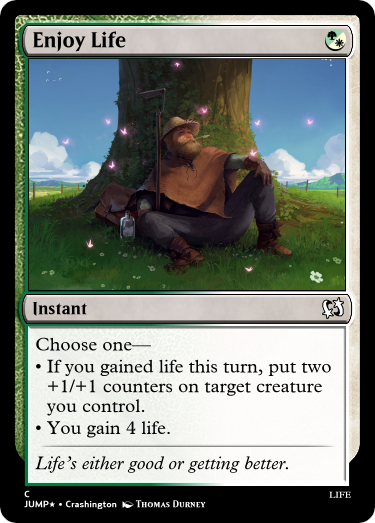 Enjoy Life
Instant
Choose one—
• If you gained life this turn, put two
+1/+1 counters on target creature
you control.
• You gain 4 life.
Life's either good or getting better.
C
LIFE
JUMP★ • Crashington Thomas Durney